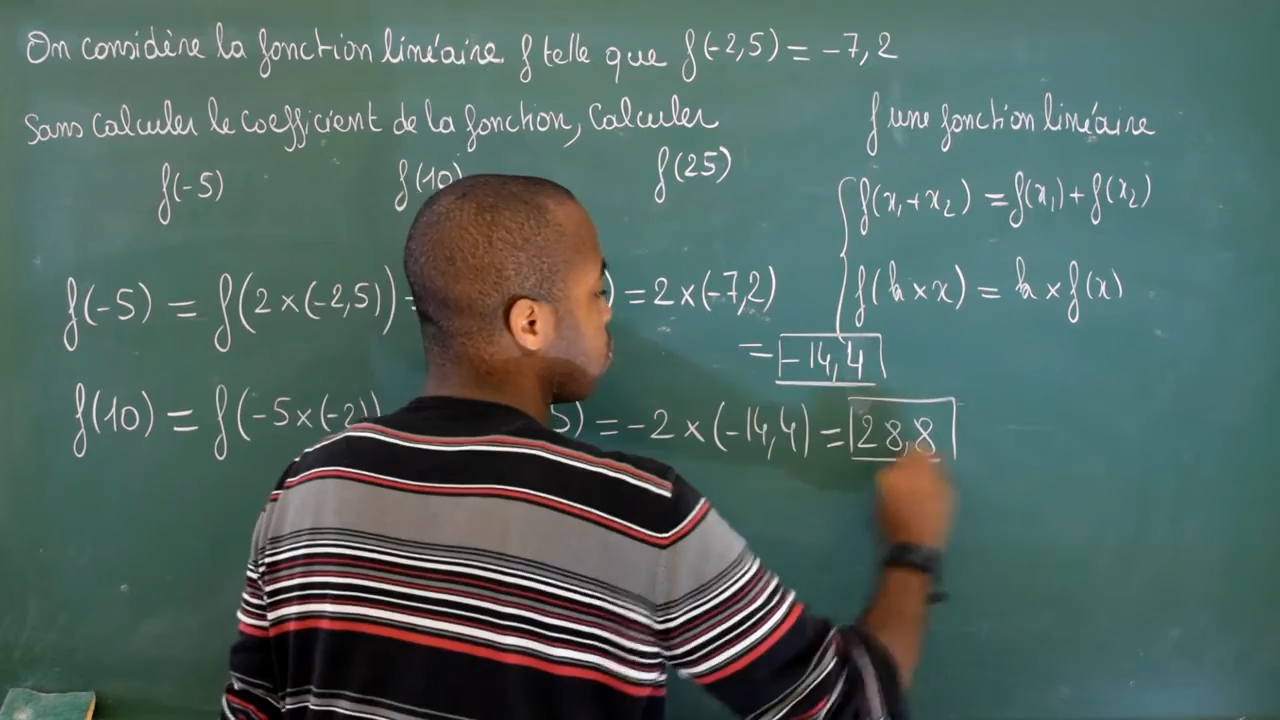 On considère la fonction linéaire f telle que f(-2,5) = -7,2
Sans calculer le coefficient de la fonction, calculer
f(-5) f(10) f(25)
f(-5) = f(2×(-2,5)) = 2×(-7,2)
= -14,4
f(10) = f(-5×(-2)) 5) = -2×(-14,4) = 28,8
f une fonction linéaire
f(x₁+x₂) = f(x₁)+f(x₂)
f(k×x) = k×f(x)